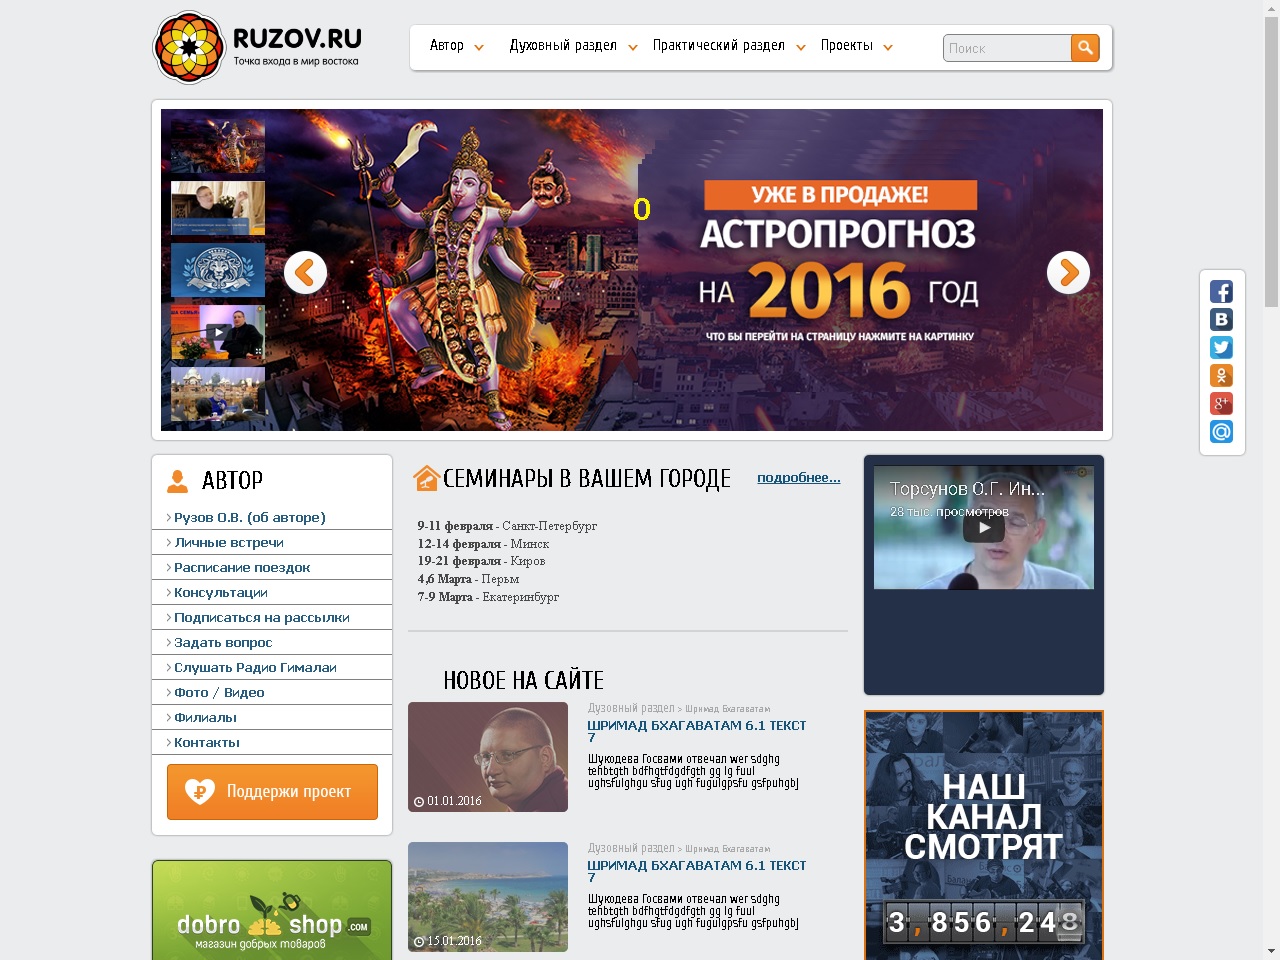 RUZOV.RU
Точка входа в мир востока
Автор
Духовный раздел
Практический раздел
Проекты
Поиск
0
УЖЕ В ПРОДАЖЕ!
АСТРОПРОГНОЗ
НА 2016 ГОД
ЧТО БЫ ПЕРЕЙТИ НА СТРАНИЦУ НАЖМИТЕ НА КАРТИНКУ
АВТОР
Рузов О.В. (об авторе)
Личные встречи
Расписание поездок
Консультации
Подписаться на рассылки
Задать вопрос
Слушать Радио Гималаи
Фото / Видео
Филиалы
Контакты
Поддержи проект
dobro shop .COM
магазин добрых товаров
СЕМИНАРЫ В ВАШЕМ ГОРОДЕ
подробнее...
9-11 февраля - Санкт-Петербург
12-14 февраля - Минск
19-21 февраля - Киров
4,6 Марта - Перьм
7-9 Марта - Екатеринбург
НОВОЕ НА САЙТЕ
01.01.2016
Духовный раздел > Шримад Бхагаватам
ШРИМАД БХАГАВАТАМ 6.1 ТЕКСТ
7
Шукодева Госвами отвечал wer sdghg
tehbtgth bdfhgtfdgdfgth gg lg fuul
ughsfulghgu sfug ugh fugulgpsfu gsfpuhgbj
15.01.2016
Духовный раздел > Шримад Бхагаватам
ШРИМАД БХАГАВАТАМ 6.1 ТЕКСТ
7
Шукодева Госвами отвечал wer sdghg
tehbtgth bdfhgtfdgdfgth gg lg fuul
ughsfulghgu sfug ugh fugulgpsfu gsfpuhgbj
Торсунов О.Г. Ин...
28 тыс. просмотров
НАШ
КАНАЛ
СМОТРЯТ
3,856,248